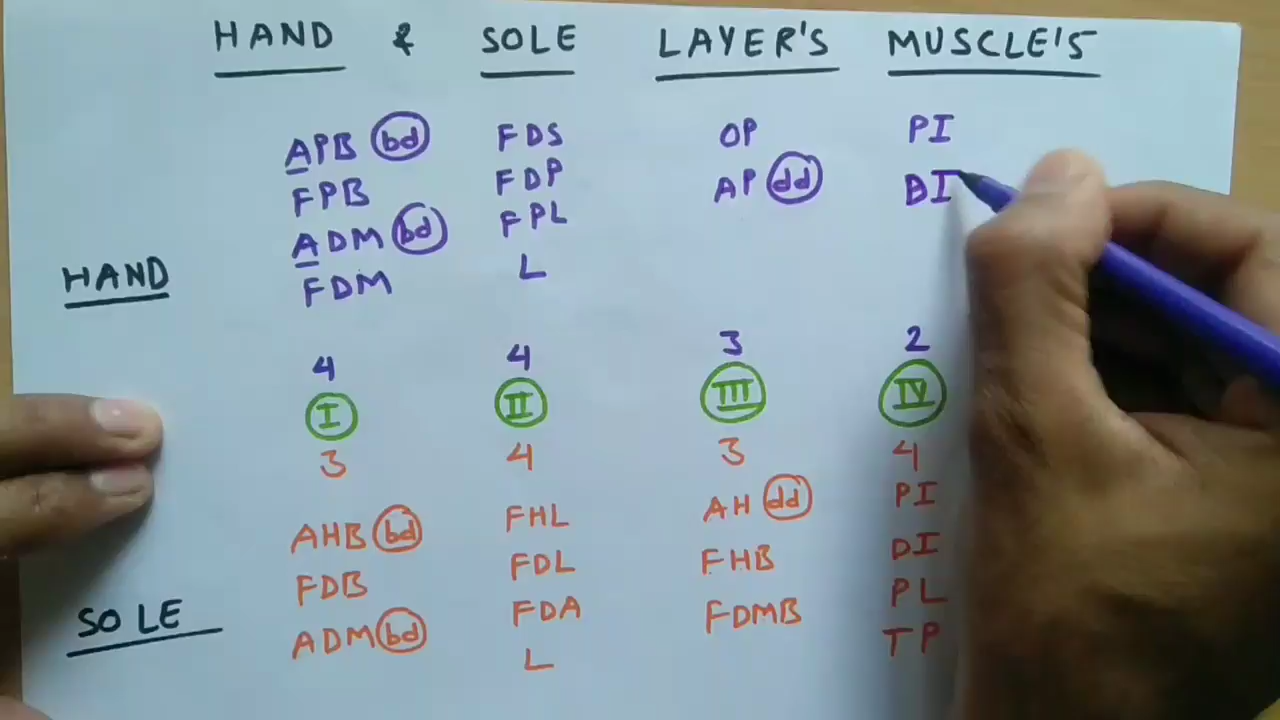 HAND & SOLE LAYER'S MUSCLE'S
APB bd FDS OP PI
FPB FDP AP dd DI
ADM bd FPL
HAND FDM L
4 4 3 2
I II III IV
3 4 3 4
AHB bd FHL AH dd PI
FDB FDL FHB DI
SOLE ADM bd FDA FDMB PL
L TP